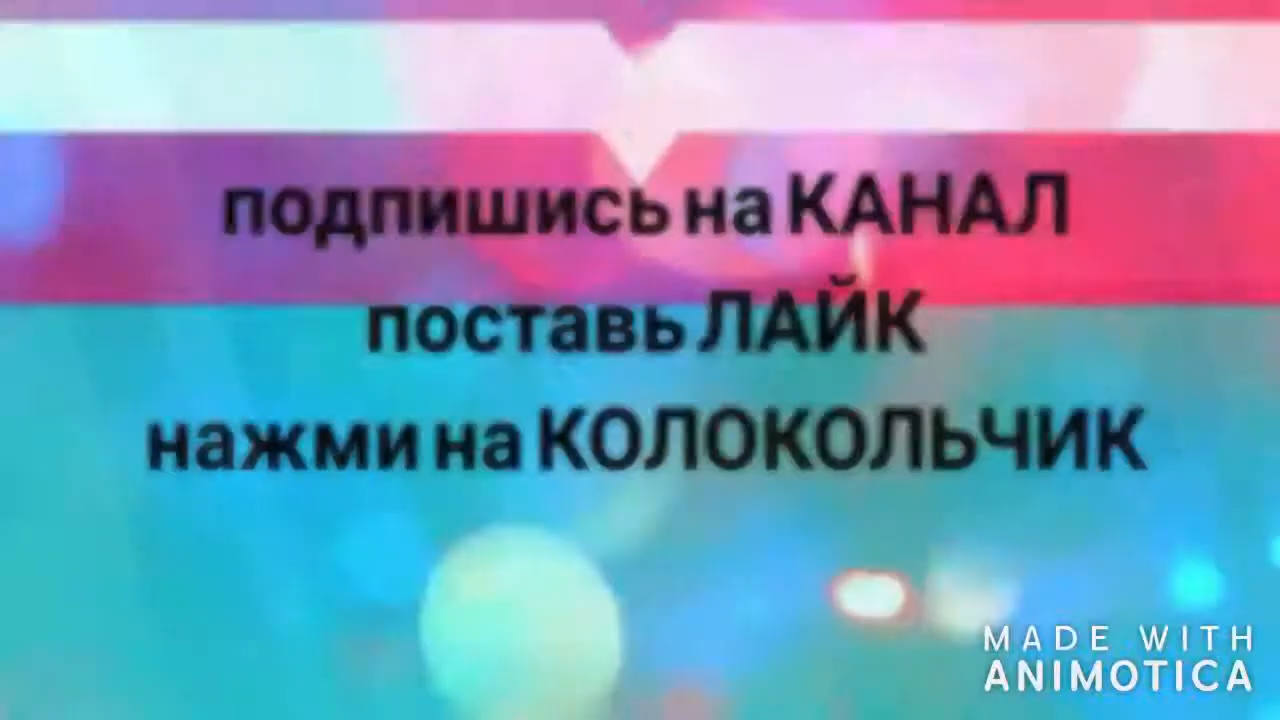 подпишись на КАНАЛ
поставь ЛАЙК
нажми на КОЛОКОЛЬЧИК
MADE WITH
ANIMOTICA